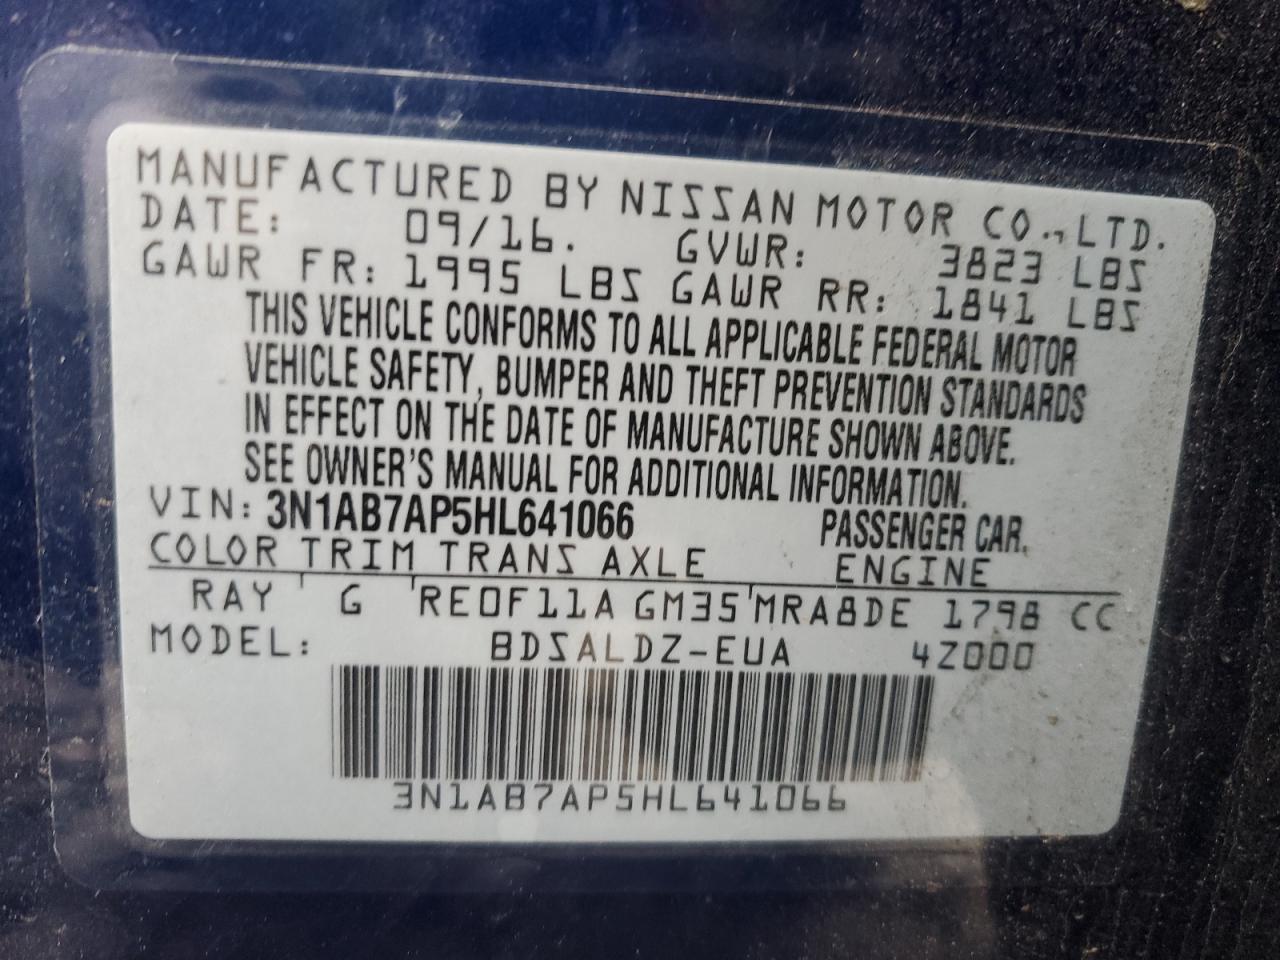 MANUFACTURED BY NISSAN MOTOR CO., LTD.
DATE: 09/16. GVWR: 3823 LBS
GAWR FR: 1995 LBS GAWR RR: 1841 LBS
THIS VEHICLE CONFORMS TO ALL APPLICABLE FEDERAL MOTOR
VEHICLE SAFETY, BUMPER AND THEFT PREVENTION STANDARDS
IN EFFECT ON THE DATE OF MANUFACTURE SHOWN ABOVE.
SEE OWNER'S MANUAL FOR ADDITIONAL INFORMATION.
VIN: 3N1AB7AP5HL641066 PASSENGER CAR.
COLOR TRIM TRANS AXLE ENGINE
RAY G RE0F11A GM35 MRA8DE 1798 CC
MODEL: BDSALDZ-EUA 4Z000
3N1AB7AP5HL641066